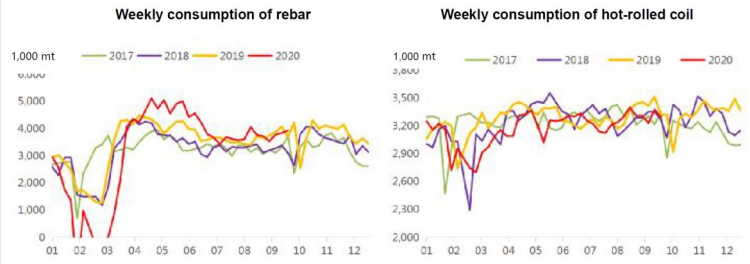 Weekly consumption of rebar
1,000 mt
2017 2018 2019 2020
6,000
5,000
4,000
3,000
2,000
1,000
0
01 02 03 04 05 06 07 08 09 10 11 12
Weekly consumption of hot-rolled coil
1,000 mt
2017 2018 2019 2020
3,800
3,500
3,200
2,900
2,600
2,300
2,000
01 02 03 04 05 06 07 08 09 10 11 12